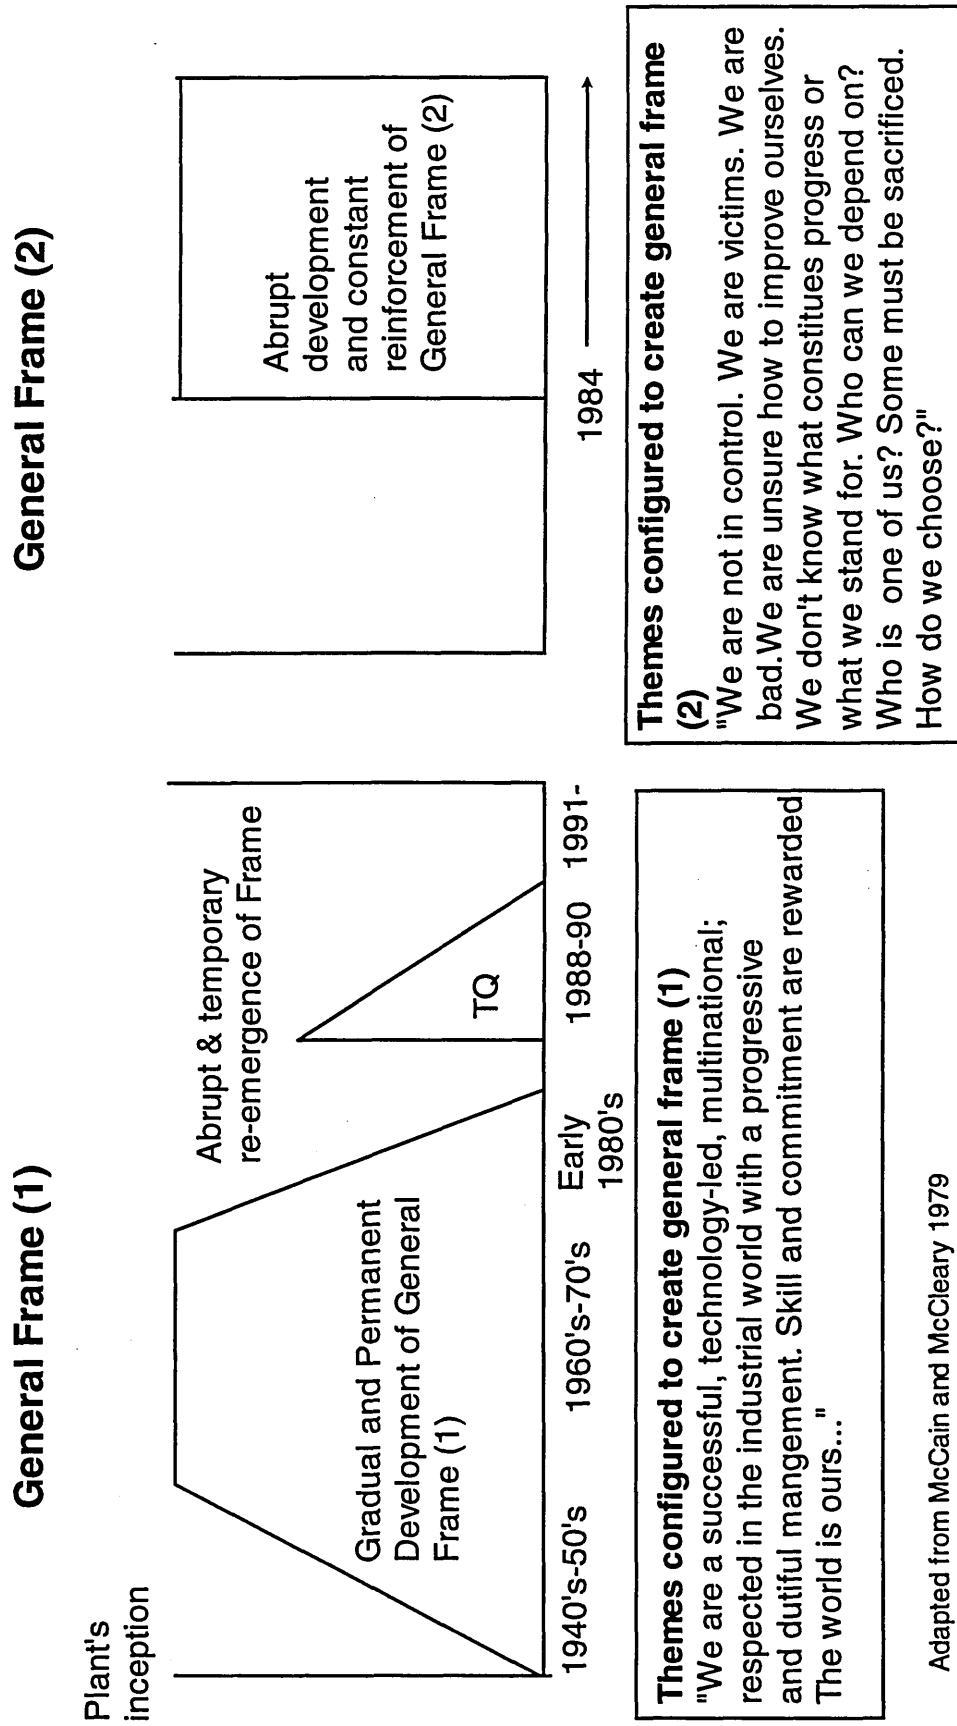 General Frame (1)
Plant's
inception
Abrupt & temporary
re-emergence of Frame
Gradual and Permanent
Development of General
Frame (1)
TQ
1940's-50's
1960's-70's
Early
1980's
1988-90
1991-
Themes configured to create general frame (1)
"We are a successful, technology-led, multinational;
respected in the industrial world with a progressive
and dutiful mangement. Skill and commitment are rewarded
The world is ours..."
Adapted from McCain and McCleary 1979
General Frame (2)
Abrupt
development
and constant
reinforcement of
General Frame (2)
1984
Themes configured to create general frame
(2)
"We are not in control. We are victims. We are
bad.We are unsure how to improve ourselves.
We don't know what constitues progress or
what we stand for. Who can we depend on?
Who is one of us? Some must be sacrificed.
How do we choose?"